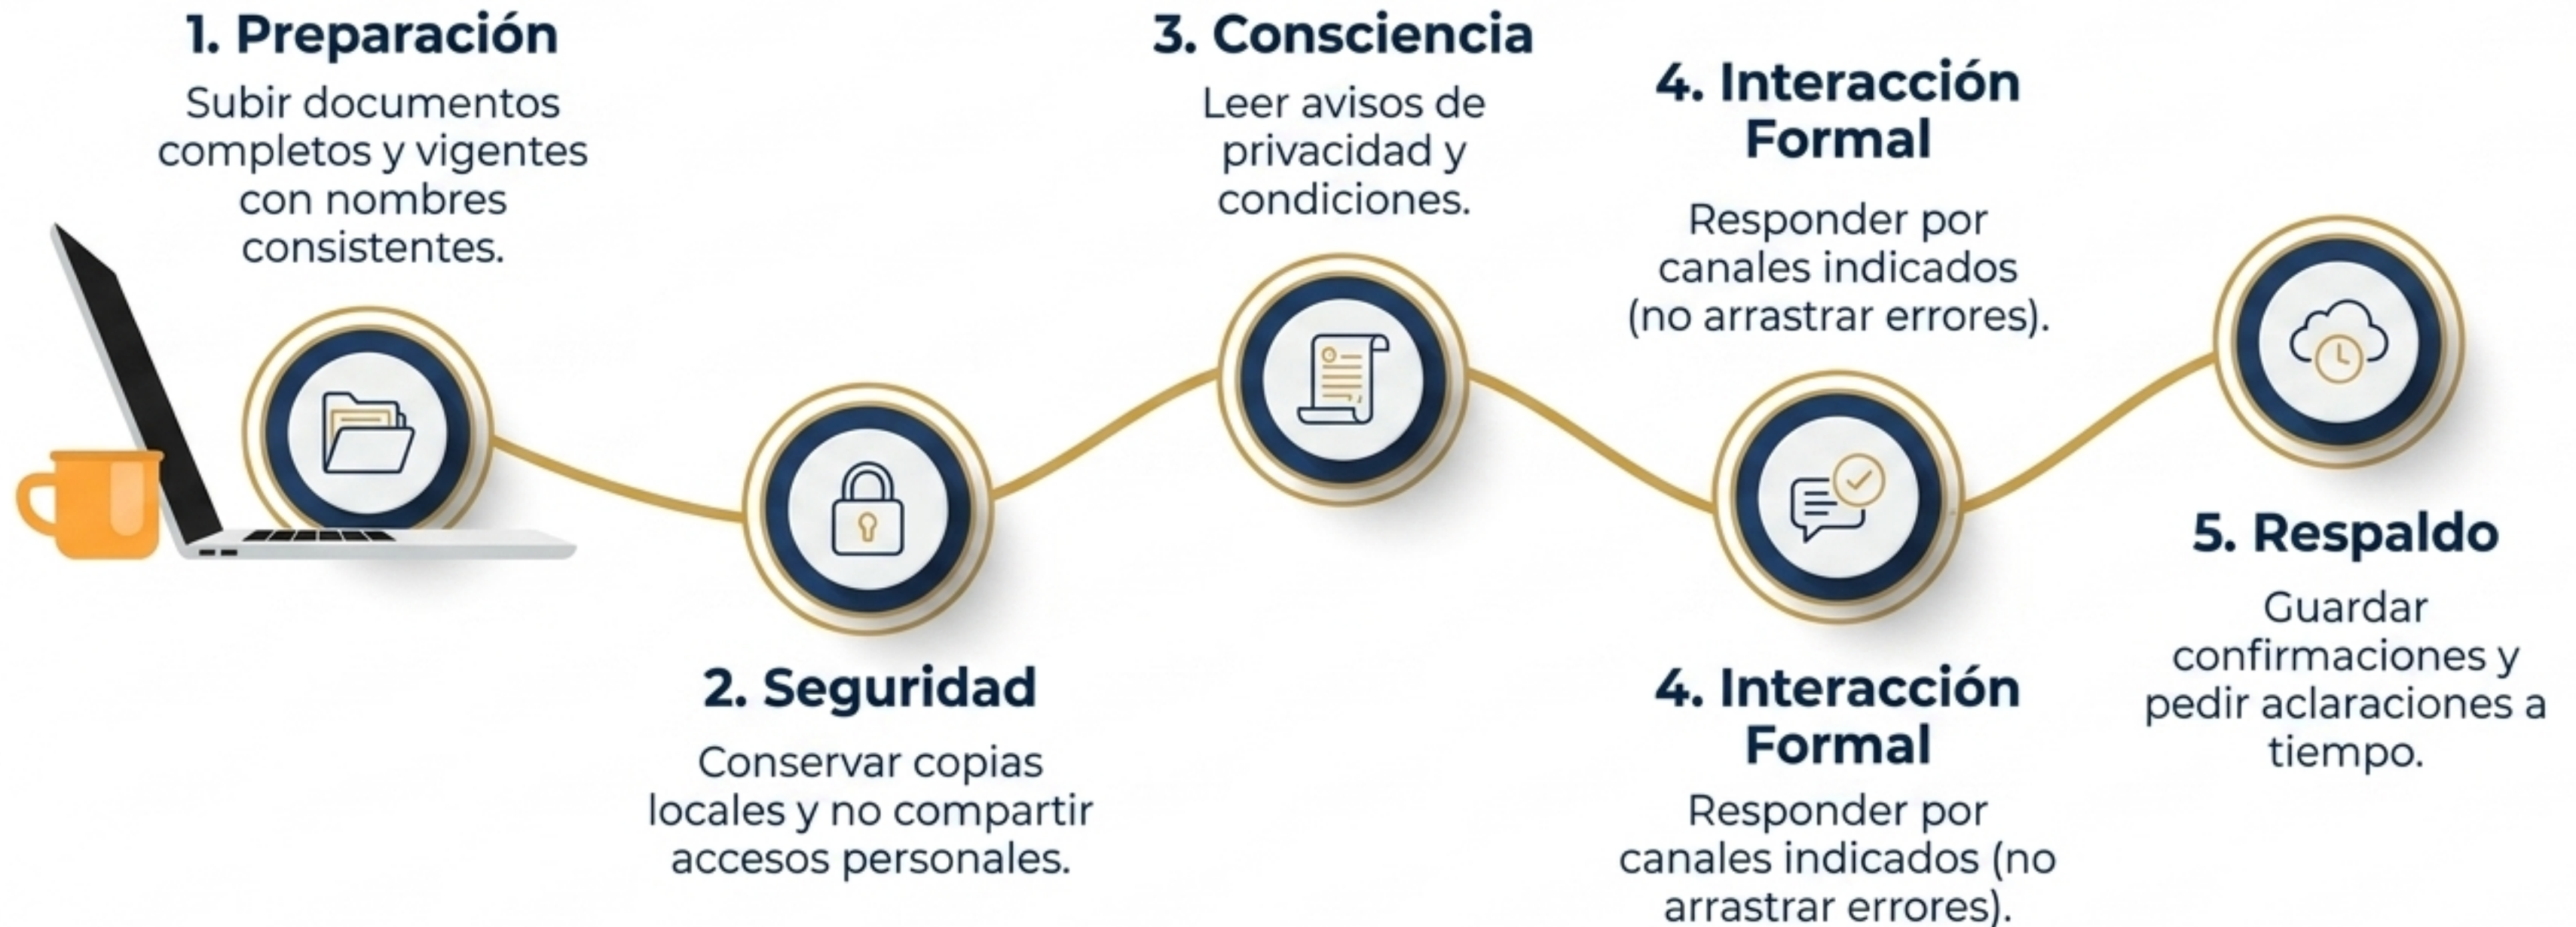 1. Preparación
Subir documentos
completos y vigentes
con nombres
consistentes.
2. Seguridad
Conservar copias
locales y no compartir
accesos personales.
3. Consciencia
Leer avisos de
privacidad y
condiciones.
4. Interacción
Formal
Responder por
canales indicados
(no arrastrar errores).
4. Interacción
Formal
Responder por
canales indicados (no
arrastrar errores).
5. Respaldo
Guardar
confirmaciones y
pedir aclaraciones a
tiempo.